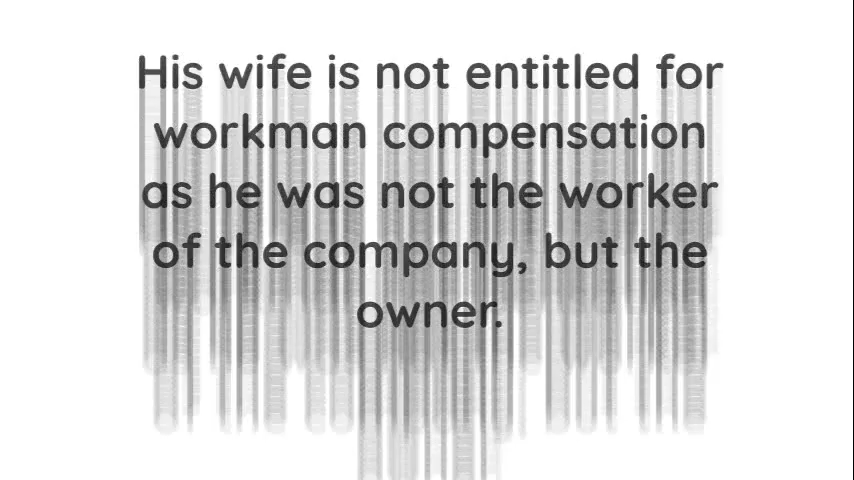 His wife is not entitled for
workman compensation
as he was not the worker
of the company, but the
owner.